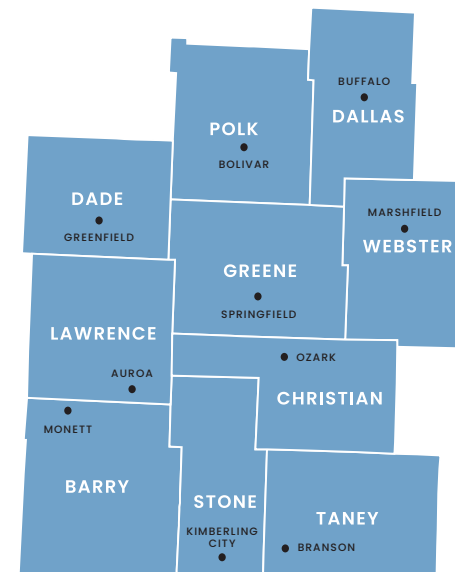 BUFFALO
DALLAS
POLK
BOLIVAR
DADE
GREENFIELD
MARSHFIELD
WEBSTER
GREENE
SPRINGFIELD
LAWRENCE
AUROA
OZARK
CHRISTIAN
MONETT
BARRY
STONE
KIMBERLING
CITY
TANEY
BRANSON